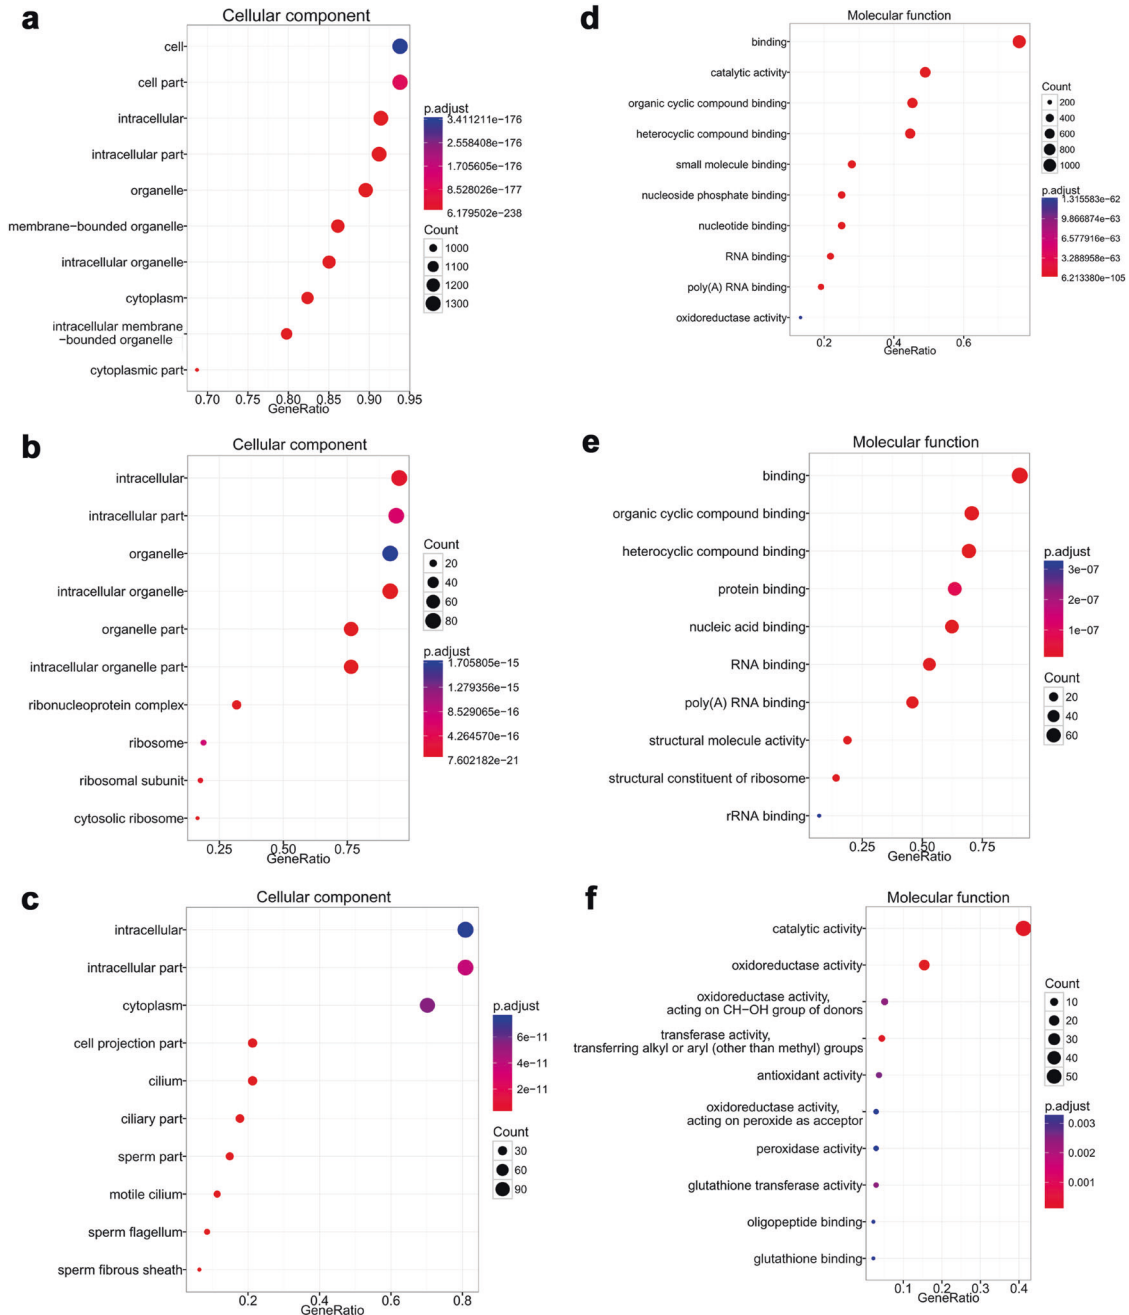 a
Cellular component
cell
cell part
intracellular
intracellular part
organelle
membrane−bounded organelle
intracellular organelle
cytoplasm
intracellular membrane
−bounded organelle
cytoplasmic part
0.70 0.75 0.80 0.85 0.90 0.95
GeneRatio
p.adjust
3.411211e−176
2.558408e−176
1.705605e−176
8.528026e−177
6.179502e−238
Count
1000
1100
1200
1300
d
Molecular function
binding
catalytic activity
organic cyclic compound binding
heterocyclic compound binding
small molecule binding
nucleoside phosphate binding
nucleotide binding
RNA binding
poly(A) RNA binding
oxidoreductase activity
0.2 0.4 0.6
GeneRatio
Count
200
400
600
800
1000
p.adjust
1.315583e−62
9.866874e−63
6.577916e−63
3.288958e−63
6.213380e−105
b
Cellular component
intracellular
intracellular part
organelle
intracellular organelle
organelle part
intracellular organelle part
ribonucleoprotein complex
ribosome
ribosomal subunit
cytosolic ribosome
0.25 0.50 0.75
GeneRatio
Count
20
40
60
80
p.adjust
1.705805e−15
1.279356e−15
8.529065e−16
4.264570e−16
7.602182e−21
e
Molecular function
binding
organic cyclic compound binding
heterocyclic compound binding
protein binding
nucleic acid binding
RNA binding
poly(A) RNA binding
structural molecule activity
structural constituent of ribosome
rRNA binding
0.25 0.50 0.75
GeneRatio
p.adjust
3e−07
2e−07
1e−07
Count
20
40
60
c
Cellular component
intracellular
intracellular part
cytoplasm
cell projection part
cilium
ciliary part
sperm part
motile cilium
sperm flagellum
sperm fibrous sheath
0.2 0.4 0.6 0.8
GeneRatio
p.adjust
6e−11
4e−11
2e−11
Count
30
60
90
f
Molecular function
catalytic activity
oxidoreductase activity
oxidoreductase activity,
acting on CH−OH group of donors
transferase activity,
transferring alkyl or aryl (other than methyl) groups
antioxidant activity
oxidoreductase activity,
acting on peroxide as acceptor
peroxidase activity
glutathione transferase activity
oligopeptide binding
glutathione binding
0.1 0.2 0.3 0.4
GeneRatio
Count
10
20
30
40
50
p.adjust
0.003
0.002
0.001